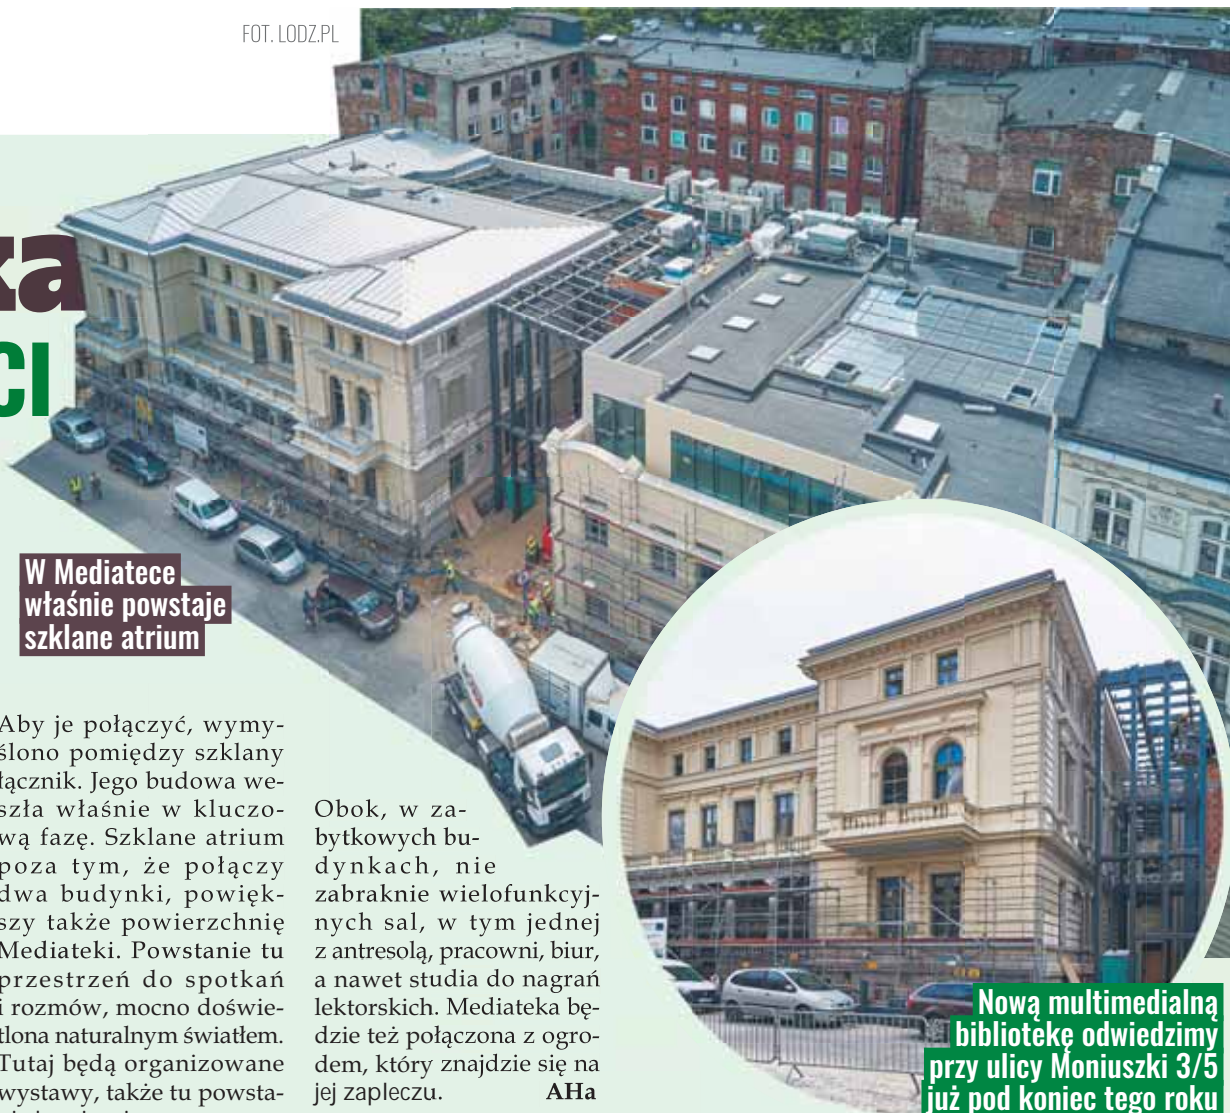 FOT. LODZ.PL
ka
CI
W Mediatece
właśnie powstaje
szklane atrium
Aby je połączyć, wymy-
ślono pomiędzy szklany
łącznik. Jego budowa we-
szła właśnie w kluczo-
wą fazę. Szklane atrium
poza tym, że połączy
dwa budynki, powięk-
szy także powierzchnię
Mediateki. Powstanie tu
przestrzeń do spotkań
i rozmów, mocno doświe-
tlona naturalnym światłem.
Tutaj będą organizowane
wystawy, także tu powsta-
Obok, w za-
bytkowych bu-
dynkach, nie
zabraknie wielofunkcyj-
nych sal, w tym jednej
z antresolą, pracowni, biur,
a nawet studia do nagrań
lektorskich. Mediateka bę-
dzie też połączona z ogro-
dem, który znajdzie się na
jej zapleczu. AHa
Nową multimedialną
bibliotekę odwiedzimy
przy ulicy Moniuszki 3/5
już pod koniec tego roku